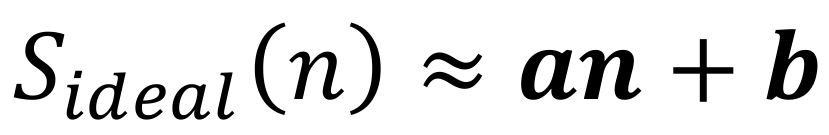 S_ideal(n) ≈ an + b